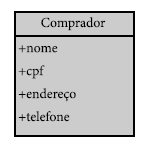 Comprador
+nome
+cpf
+endereço
+telefone